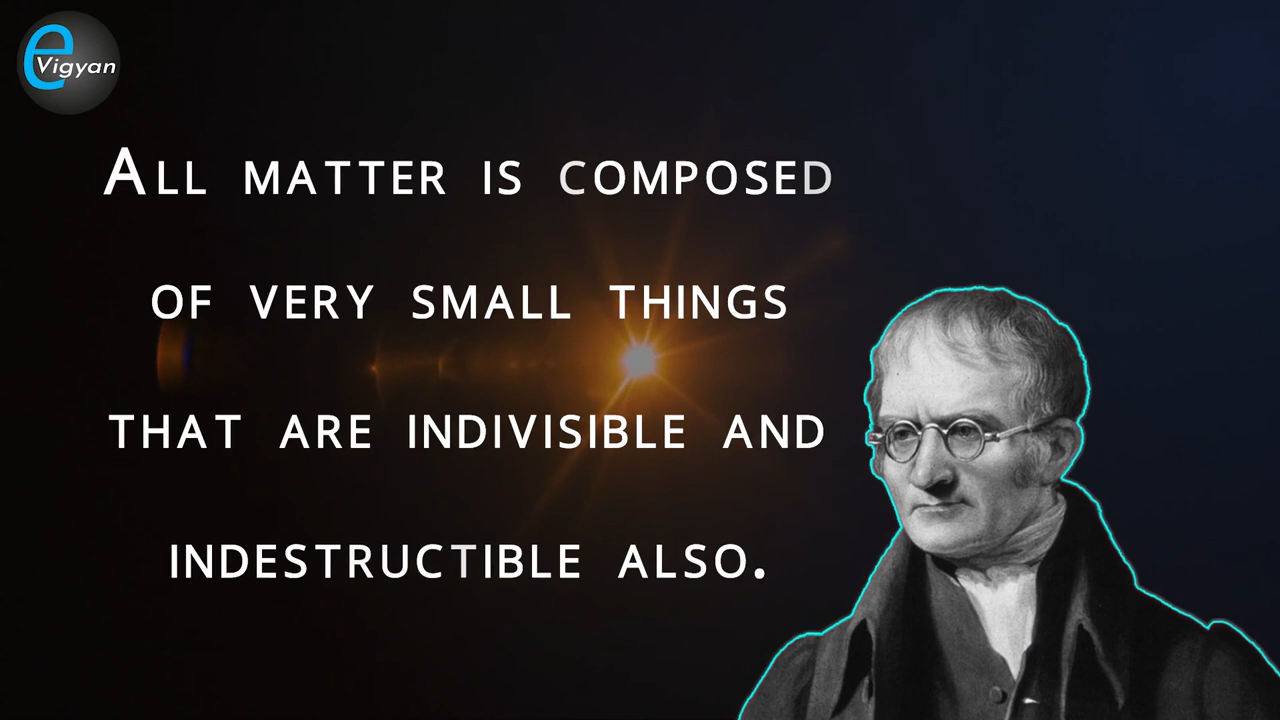 e Vigyan
All matter is composed
of very small things
that are indivisible and
indestructible also.